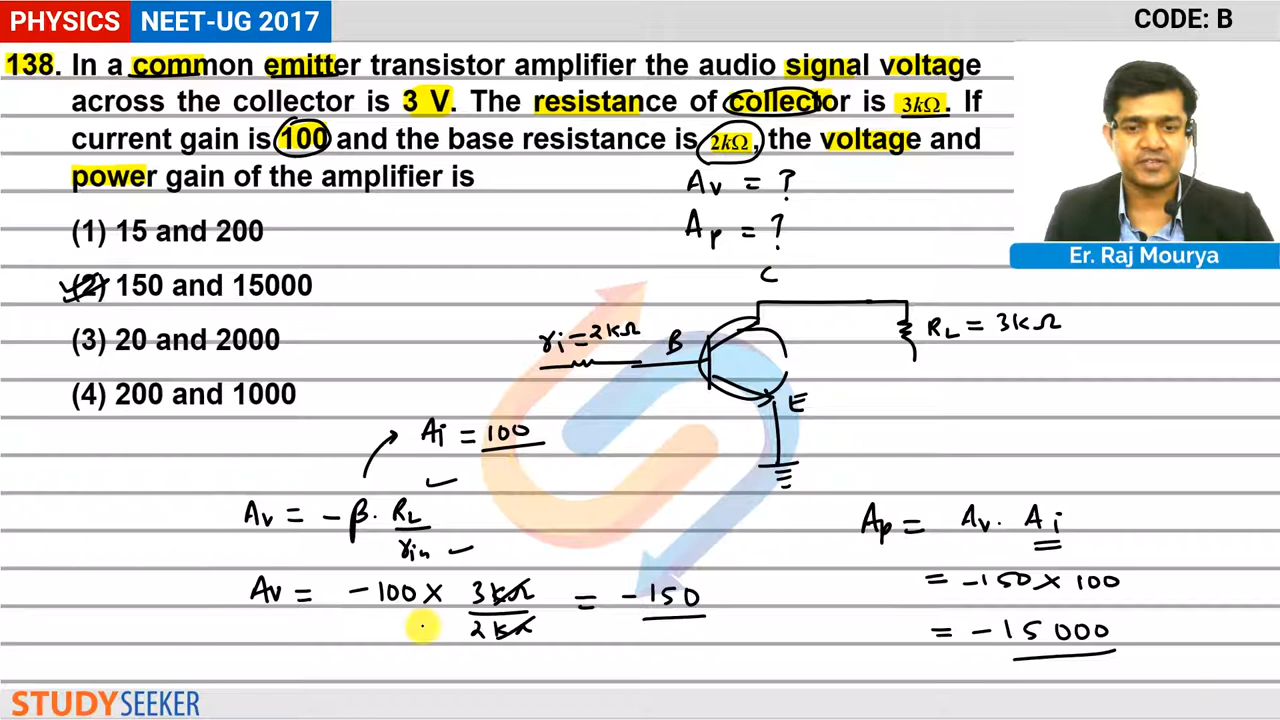 PHYSICS NEET-UG 2017 CODE: B
138. In a common emitter transistor amplifier the audio signal voltage
across the collector is 3 V. The resistance of collector is 3kΩ. If
current gain is 100 and the base resistance is 2kΩ, the voltage and
power gain of the amplifier is
Av = ?
(1) 15 and 200
Ap = ?
Er. Raj Mourya
C
(2) 150 and 15000
ri = 2kΩ B RL = 3kΩ
(3) 20 and 2000
(4) 200 and 1000
E
Ai = 100
Av = -β. RL
rin
Ap = Av. Ai
Av = -100 x 3kΩ = -150
2kΩ
= -150 x 100
= -15000
STUDYSEEKER